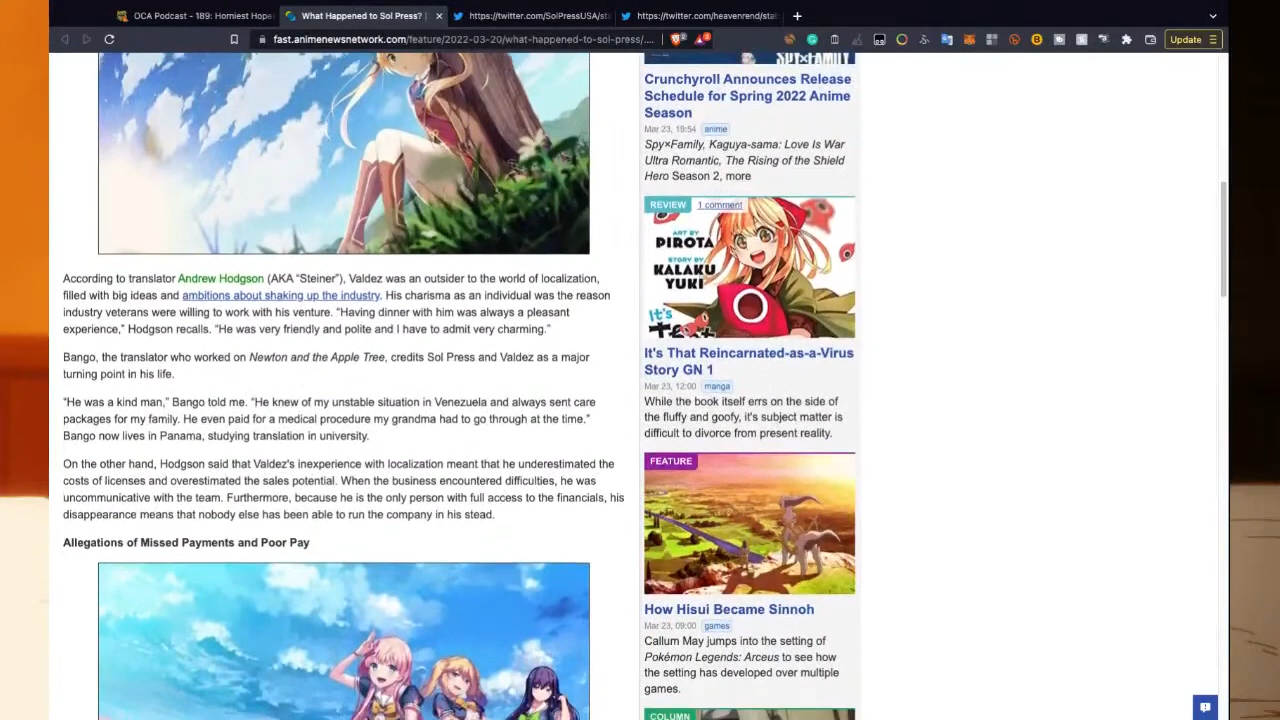 OCA Podcast - 189: Horniest Hope
What Happened to Sol Press? |
https://twitter.com/SolPressUSA/sta
https://twitter.com/heavenrend/stat
fast.animenewsnetwork.com/feature/2022-03-20/what-happened-to-sol-press/....
Update
According to translator Andrew Hodgson (AKA “Steiner”), Valdez was an outsider to the world of localization,
filled with big ideas and ambitions about shaking up the industry. His charisma as an individual was the reason
industry veterans were willing to work with his venture. “Having dinner with him was always a pleasant
experience,” Hodgson recalls. “He was very friendly and polite and I have to admit very charming.”
Bango, the translator who worked on Newton and the Apple Tree, credits Sol Press and Valdez as a major
turning point in his life.
“He was a kind man,” Bango told me. “He knew of my unstable situation in Venezuela and always sent care
packages for my family. He even paid for a medical procedure my grandma had to go through at the time.”
Bango now lives in Panama, studying translation in university.
On the other hand, Hodgson said that Valdez's inexperience with localization meant that he underestimated the
costs of licenses and overestimated the sales potential. When the business encountered difficulties, he was
uncommunicative with the team. Furthermore, because he is the only person with full access to the financials, his
disappearance means that nobody else has been able to run the company in his stead.
Allegations of Missed Payments and Poor Pay
Crunchyroll Announces Release
Schedule for Spring 2022 Anime
Season
Mar 23, 19:54 anime
Spy×Family, Kaguya-sama: Love Is War
Ultra Romantic, The Rising of the Shield
Hero Season 2, more
REVIEW 1 comment
ART BY
PIROTA
STORY BY
KALAKU
YUKI
It's
It's That Reincarnated-as-a-Virus
Story GN 1
Mar 23, 12:00 manga
While the book itself errs on the side of
the fluffy and goofy, it's subject matter is
difficult to divorce from present reality.
FEATURE
How Hisui Became Sinnoh
Mar 23, 09:00 games
Callum May jumps into the setting of
Pokémon Legends: Arceus to see how
the setting has developed over multiple
games.
COLUMN